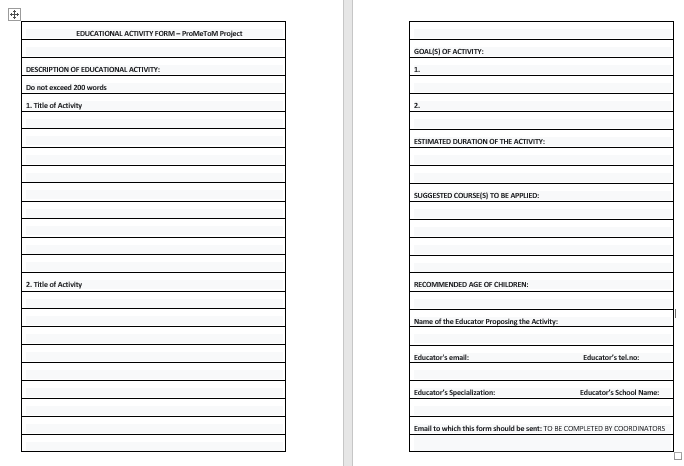 EDUCATIONAL ACTIVITY FORM – ProMeToM Project
DESCRIPTION OF EDUCATIONAL ACTIVITY:
Do not exceed 200 words
1. Title of Activity
2. Title of Activity
GOAL(S) OF ACTIVITY:
1.
2.
ESTIMATED DURATION OF THE ACTIVITY:
SUGGESTED COURSE(S) TO BE APPLIED:
RECOMMENDED AGE OF CHILDREN:
Name of the Educator Proposing the Activity:
Educator's email: Educator's tel.no:
Educator's Specialization: Educator's School Name:
Email to which this form should be sent: TO BE COMPLETED BY COORDINATORS